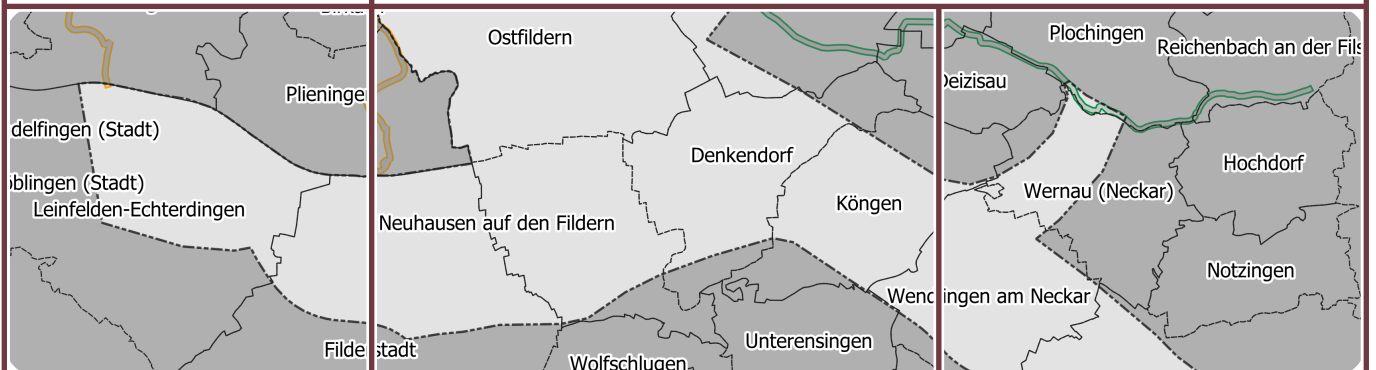 Ostfildern
Plochingen
Reichenbach an der Fils
Deizisau
Plieninge
delfingen (Stadt)
Denkendorf
Hochdorf
blingen (Stadt)
Wernau (Neckar)
Leinfelden-Echterdingen
Köngen
Neuhausen auf den Fildern
Notzingen
Wendlingen am Neckar
Unterensingen
Filderstadt
Wolfschlugen